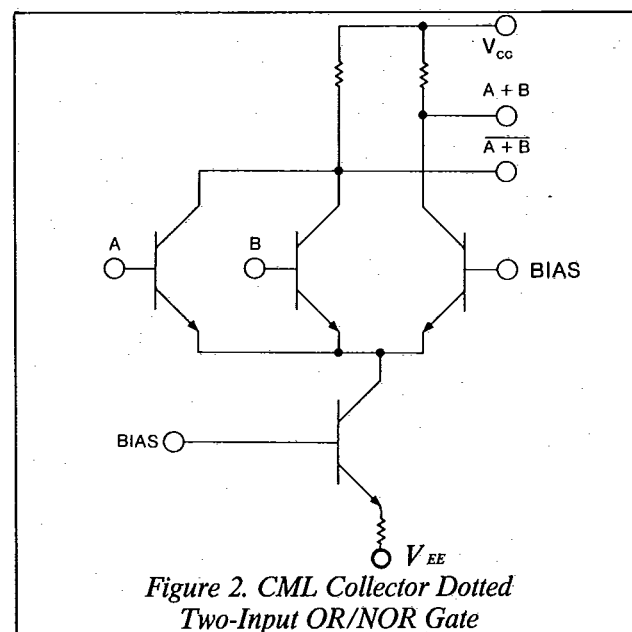 V_CC
A + B
A + B
A
B
BIAS
BIAS
V_EE
Figure 2. CML Collector Dotted
Two-Input OR/NOR Gate